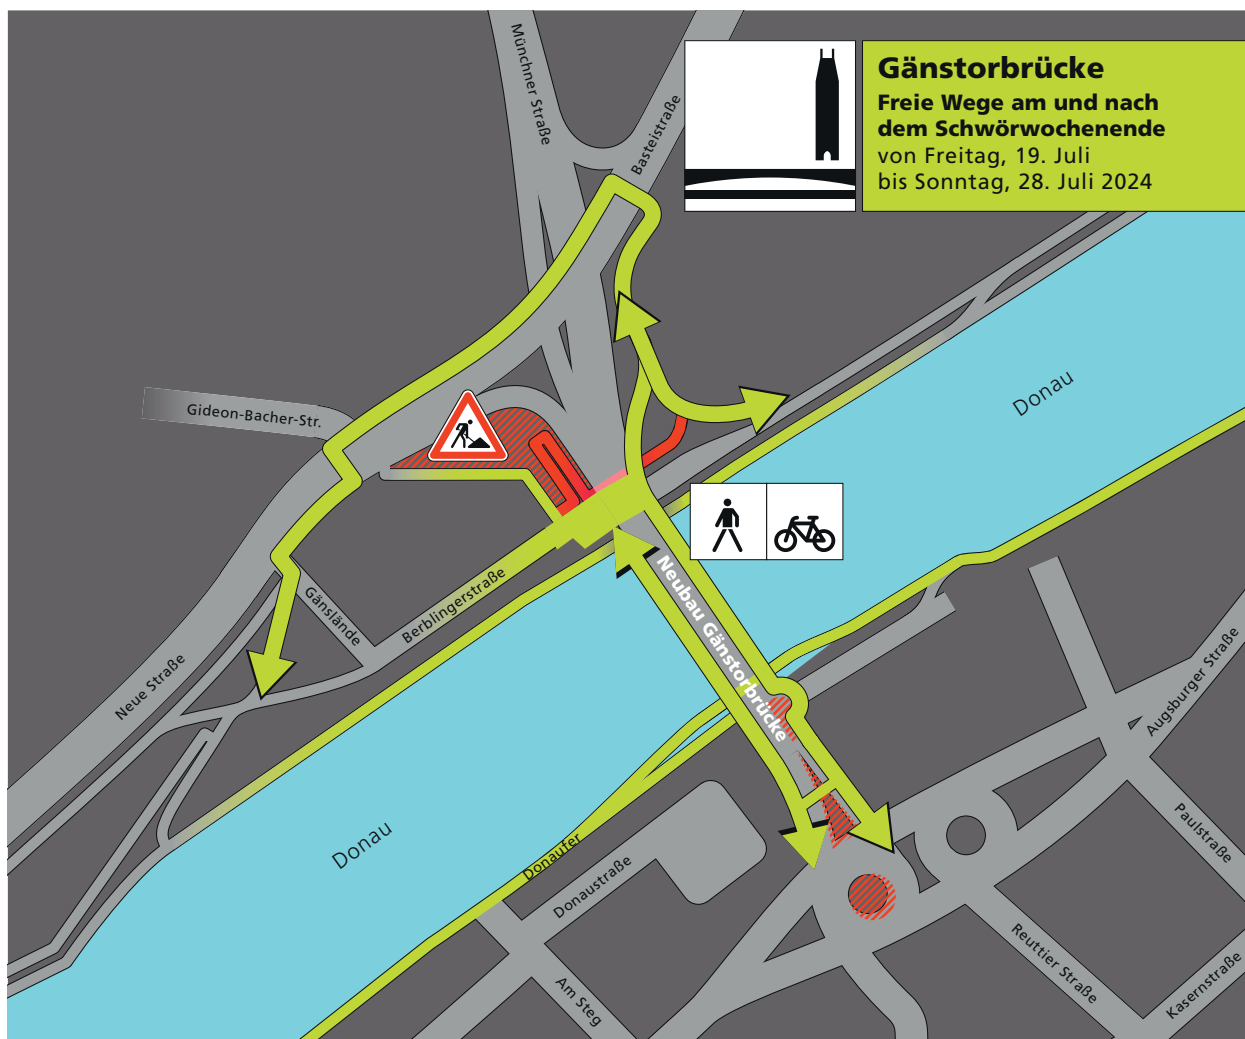 Gänstorbrücke
Freie Wege am und nach
dem Schwörwochenende
von Freitag, 19. Juli
bis Sonntag, 28. Juli 2024
Münchner Straße
Basteistraße
Donau
Gideon-Bacher-Str.
Neubau Gänstorbrücke
Berblingerstraße
Gänslände
Neue Straße
Augsburger Straße
Donau
Donaufer
Donaustraße
Paulstraße
Reuttier Straße
Kasernstraße
Am Steg